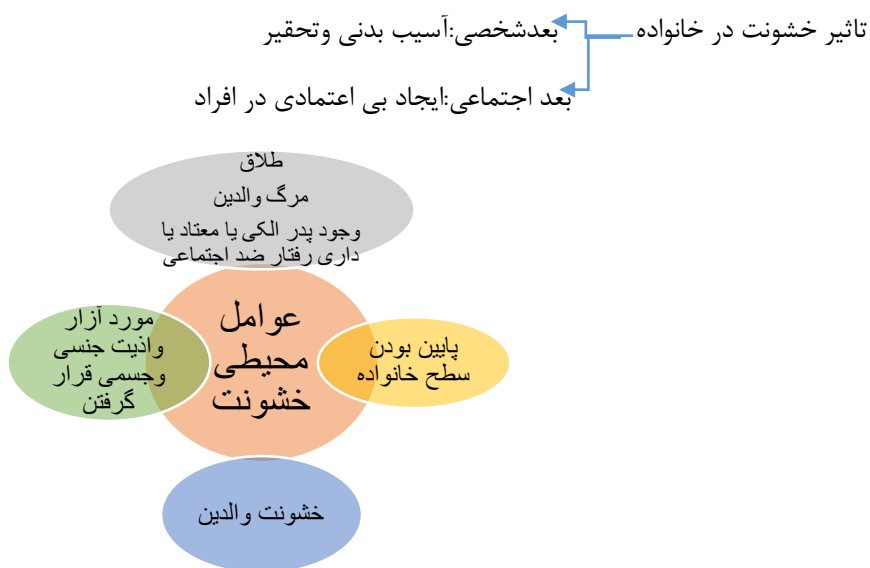 تاثیر خشونت در خانواده
بعدشخصی:آسیب بدنی وتحقیر
بعد اجتماعی:ایجاد بی اعتمادی در افراد
طلاق
مرگ والدین
وجود پدر الکی یا معتاد یا
داری رفتار ضد اجتماعی
عوامل
محیطی
خشونت
پایین بودن
سطح خانواده
مورد آزار
واذیت جنسی
وجسمی قرار
گرفتن
خشونت والدین